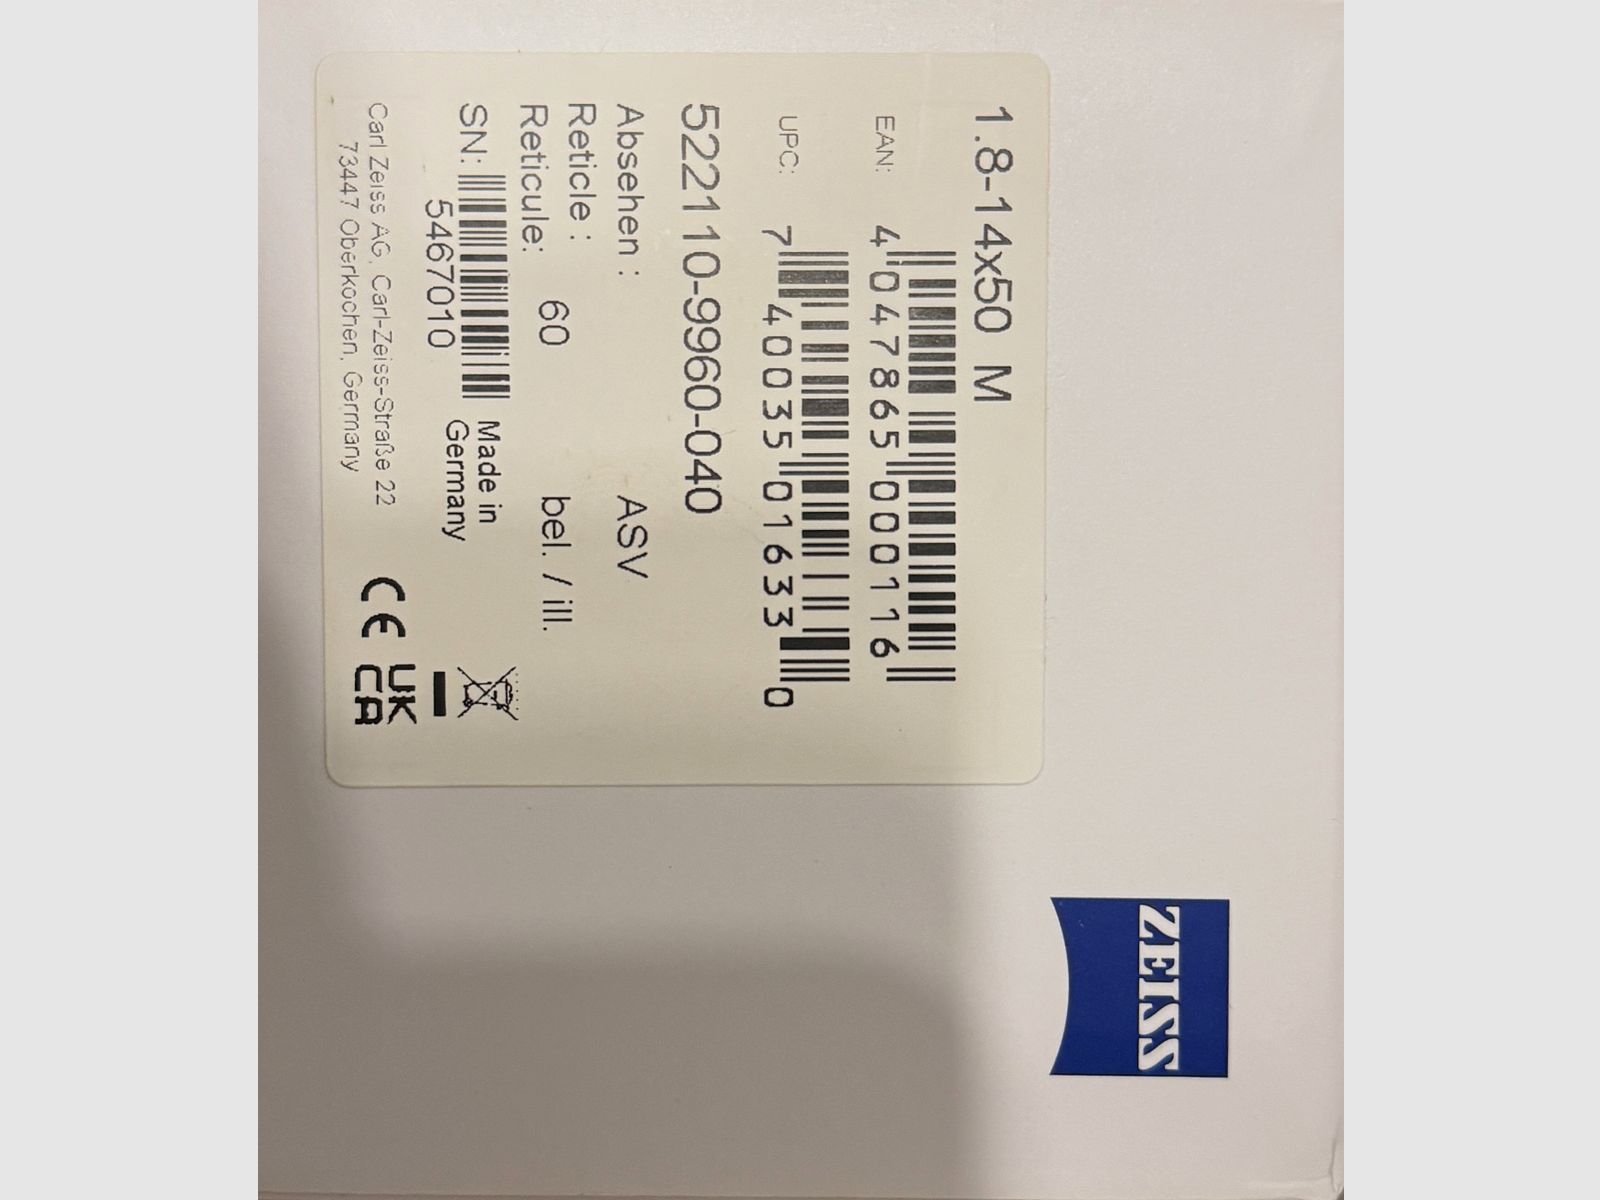 1.8-14x50 M
EAN:
4 047865 000116
UPC:
7 40035 01633 0
522110-9960-040
Absehen : ASV
Reticle :
Reticule: 60 bel. / ill.
SN:
5467010
Made in
Germany
Carl Zeiss AG, Carl-Zeiss-Straße 22
73447 Oberkochen, Germany
CE
UK
CA
ZEISS